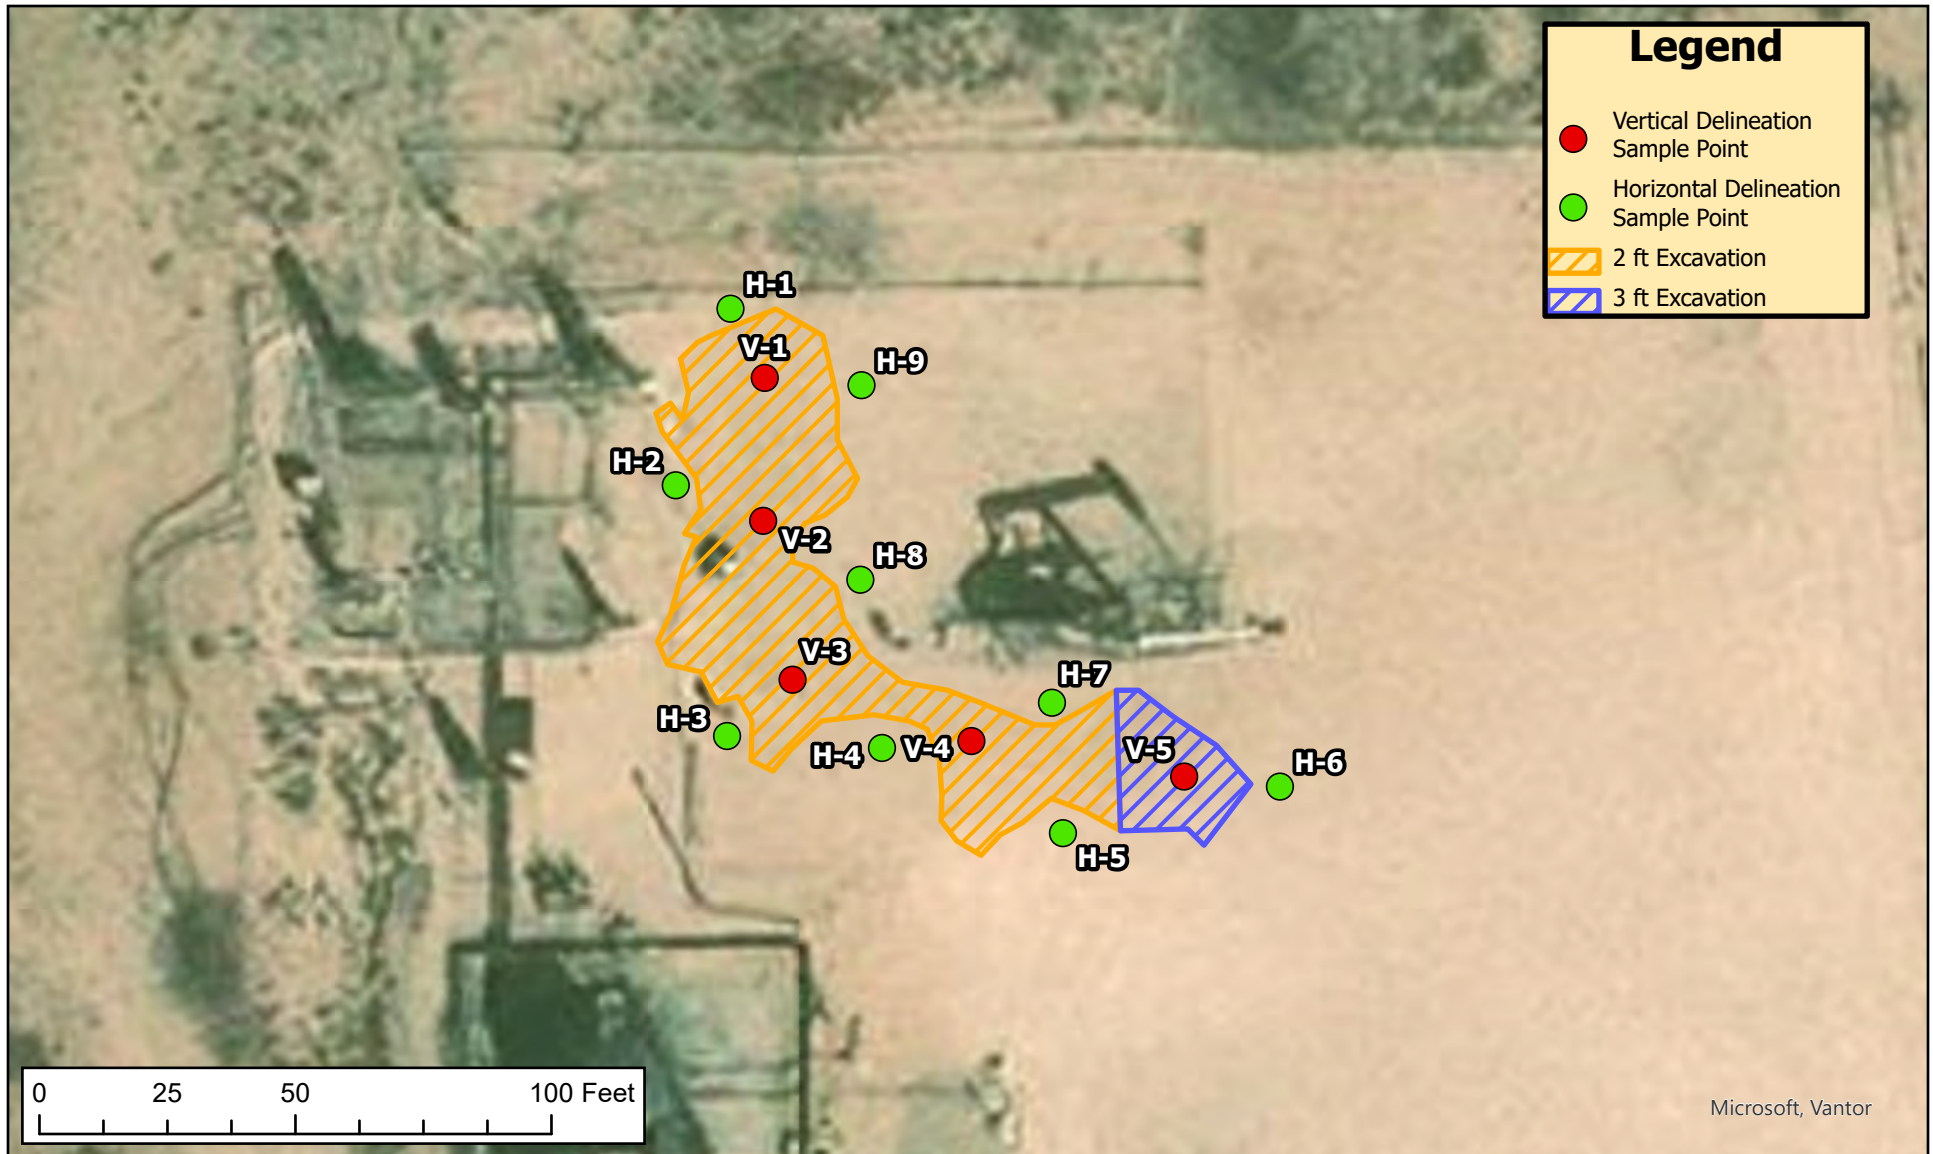 Legend
Vertical Delineation
Sample Point
Horizontal Delineation
Sample Point
2 ft Excavation
3 ft Excavation
H-1
V-1
H-9
H-2
V-2
H-8
V-3
H-7
H-3
H-4
V-4
V-5
H-6
H-5
0 25 50 100 Feet
Microsoft, Vantor